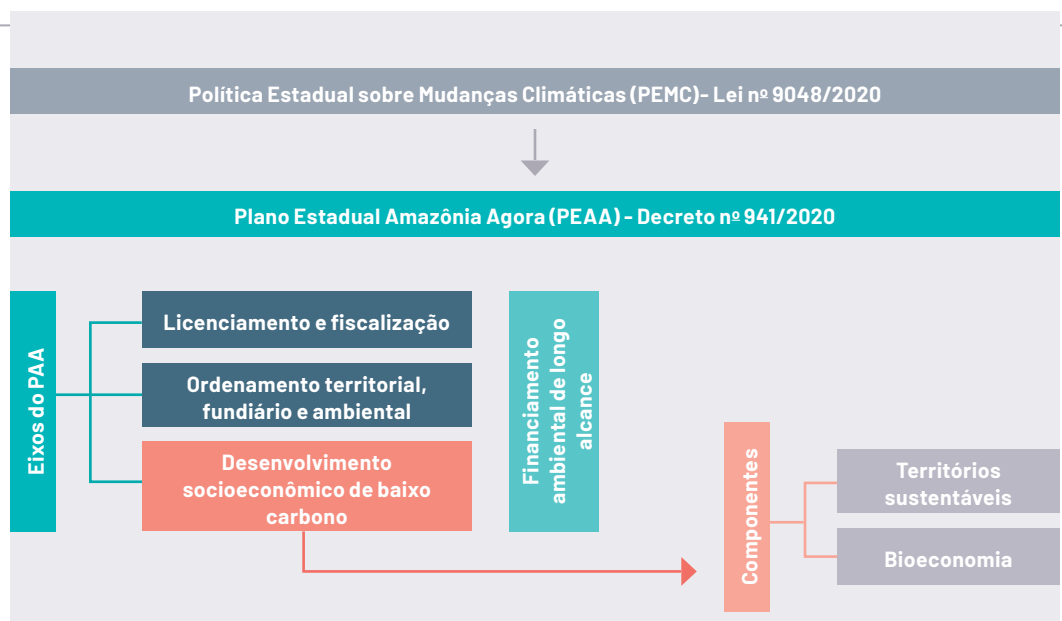 Política Estadual sobre Mudanças Climáticas (PEMC)- Lei nº 9048/2020
Plano Estadual Amazônia Agora (PEAA) - Decreto nº 941/2020
Eixos do PAA
Licenciamento e fiscalização
Ordenamento territorial,
fundiário e ambiental
Desenvolvimento
socioeconômico de baixo
carbono
Financiamento
ambiental de longo
alcance
Componentes
Territórios
sustentáveis
Bioeconomia